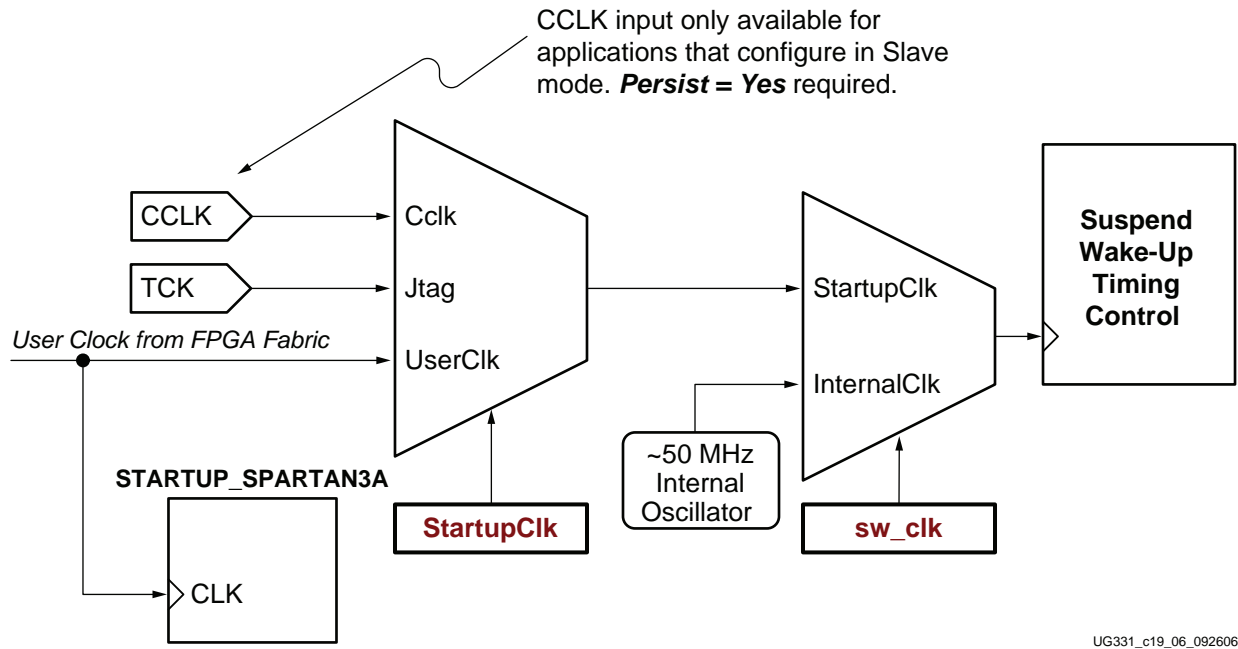 CCLK input only available for
applications that configure in Slave
mode. Persist = Yes required.
CCLK
Cclk
TCK
Jtag
User Clock from FPGA Fabric
UserClk
StartupClk
InternalClk
Suspend
Wake-Up
Timing
Control
~50 MHz
Internal
Oscillator
STARTUP_SPARTAN3A
StartupClk
sw_clk
CLK
UG331_c19_06_092606